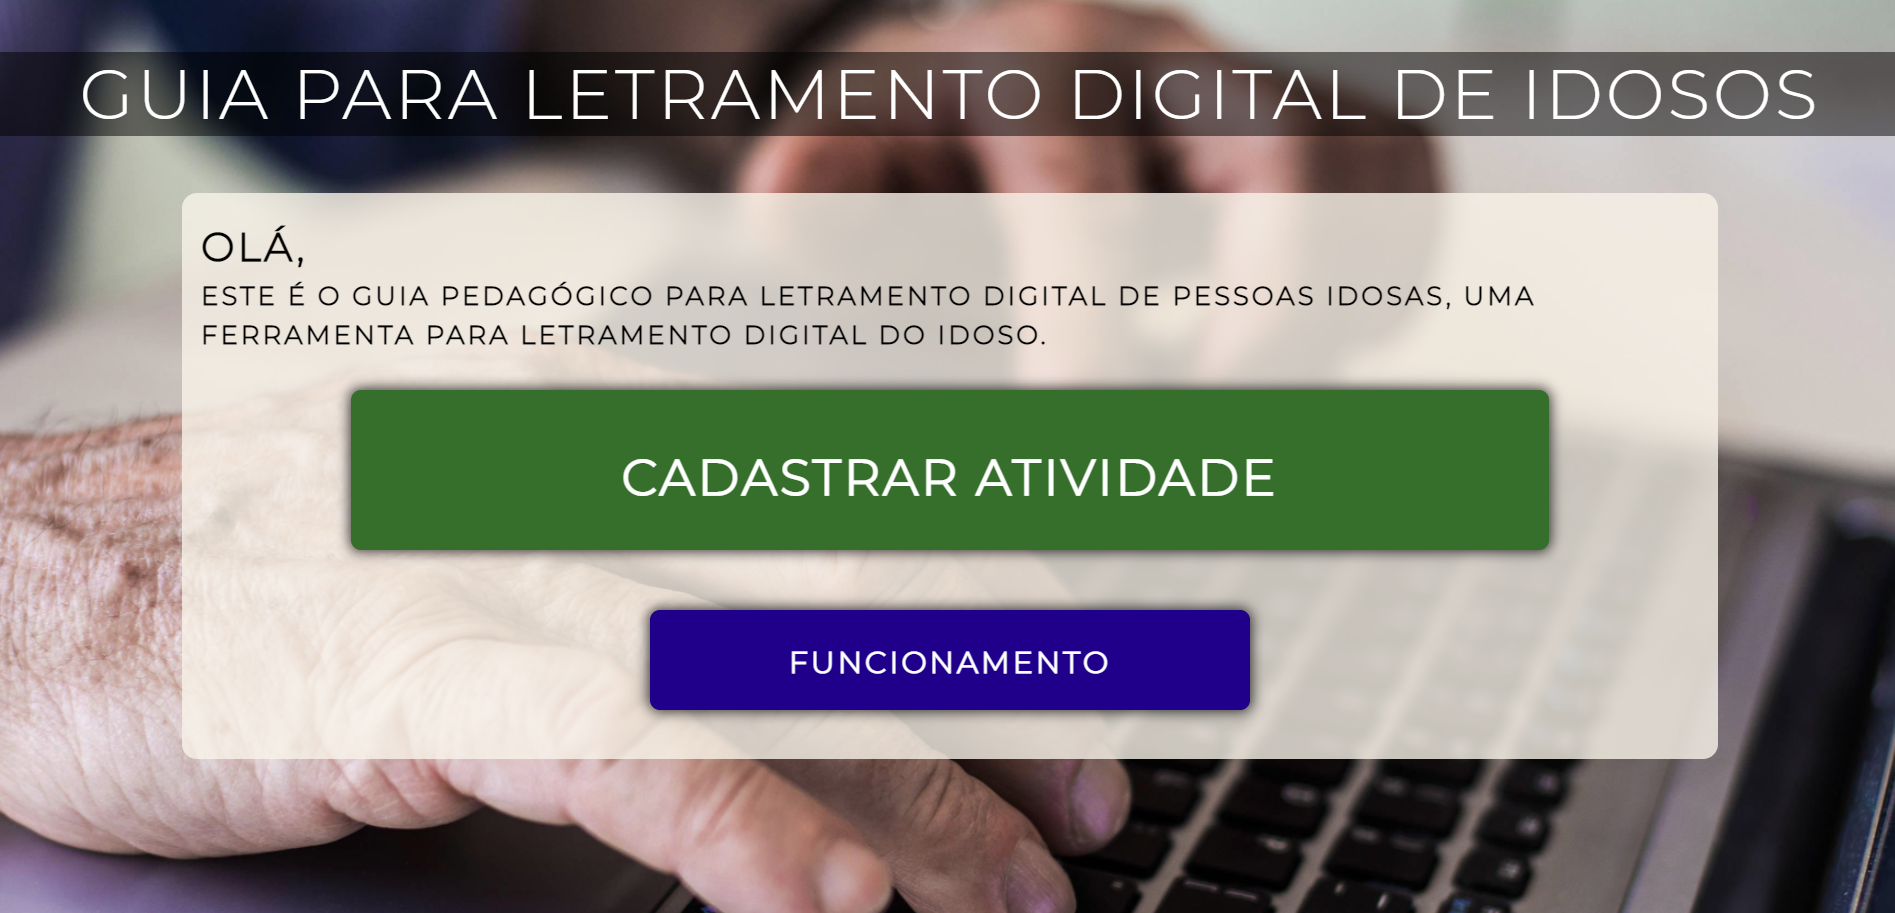 GUIA PARA LETRAMENTO DIGITAL DE IDOSOS
OLÁ,
ESTE É O GUIA PEDAGÓGICO PARA LETRAMENTO DIGITAL DE PESSOAS IDOSAS, UMA
FERRAMENTA PARA LETRAMENTO DIGITAL DO IDOSO.
CADASTRAR ATIVIDADE
FUNCIONAMENTO